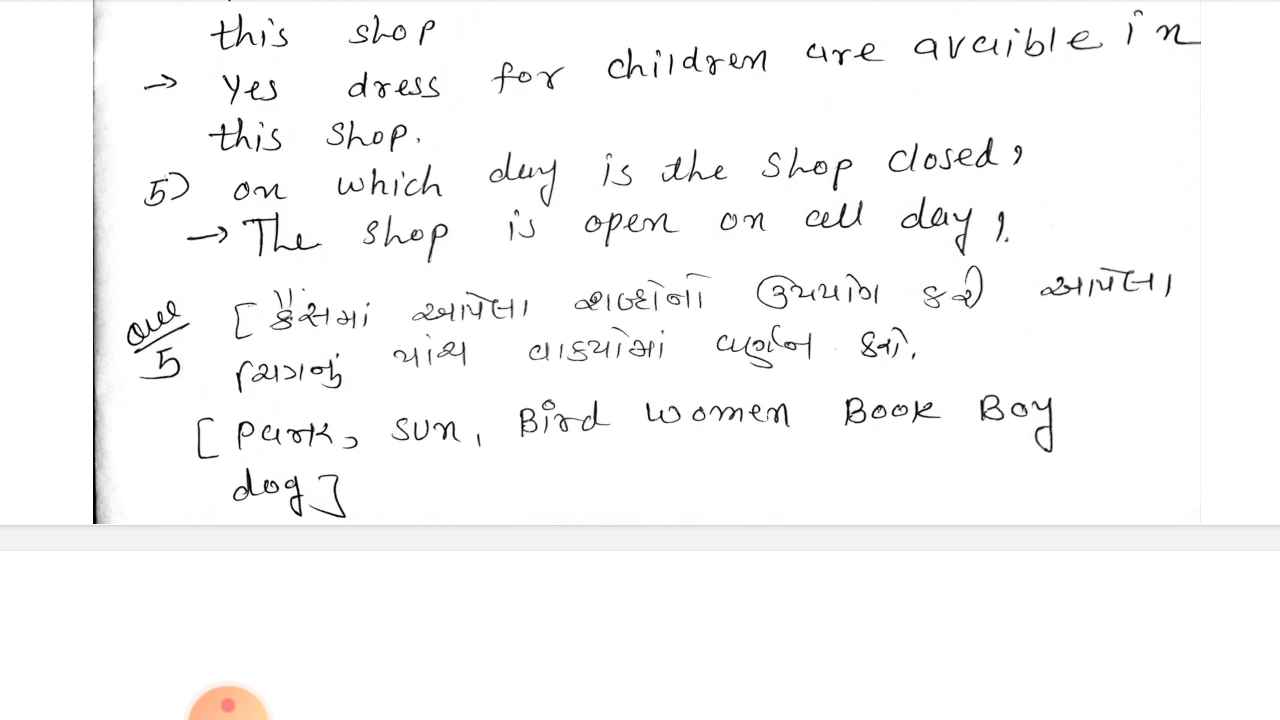 this shop
→ Yes dress for children are avaible in
this shop.
5) on which day is the shop closed,
→ The shop is open on all day,.
Que 5 [ કૌંસમાં આપેલા શબ્દોનો ઉપયોગ કરી આપેલા
ચિત્રનું પાંચ વાક્યોમાં વર્ણન કરો.
[ park, sun, Bird women Book Boy
dog ]